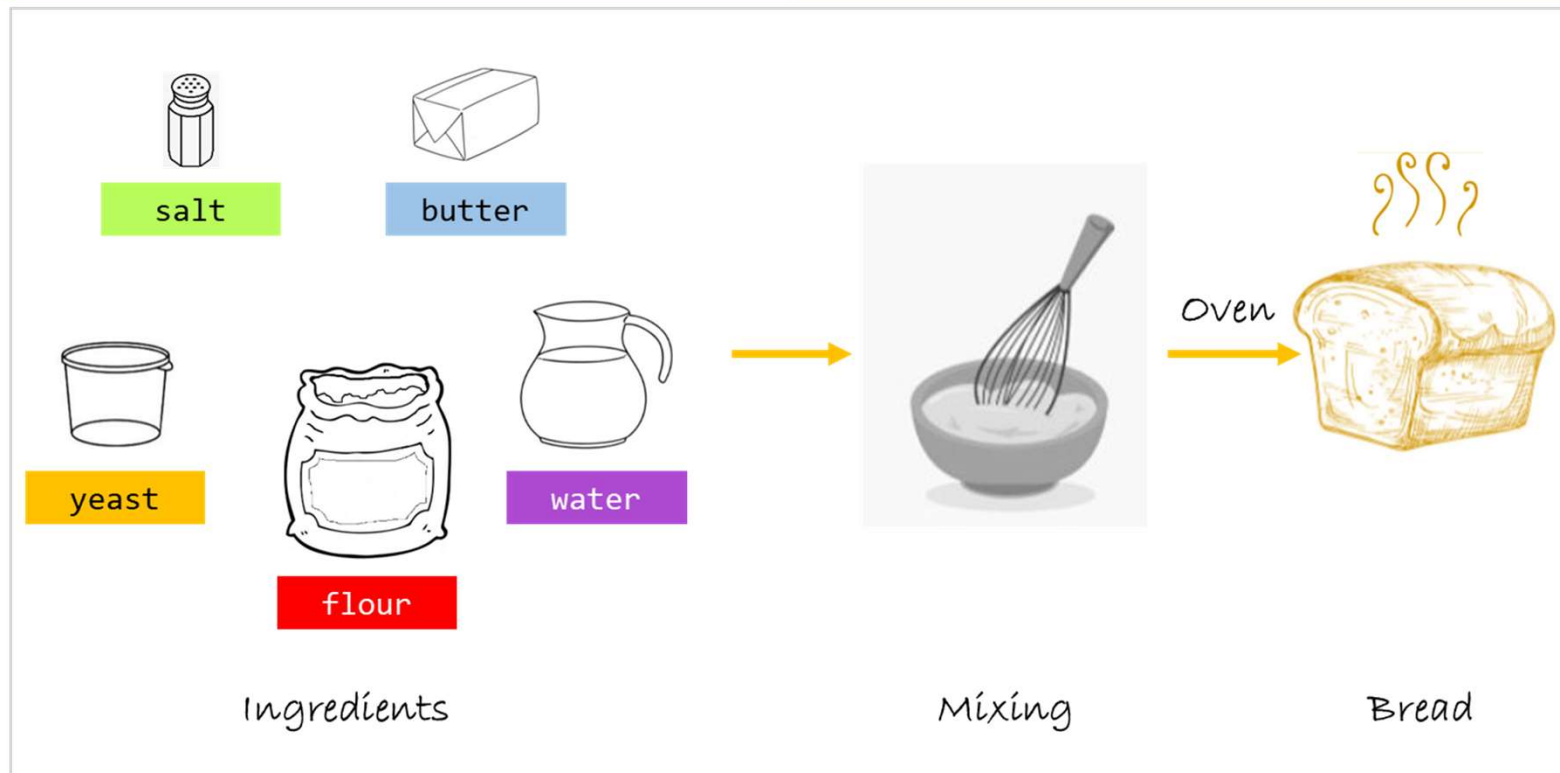 salt
butter
yeast
water
flour
Oven
Ingredients
Mixing
Bread